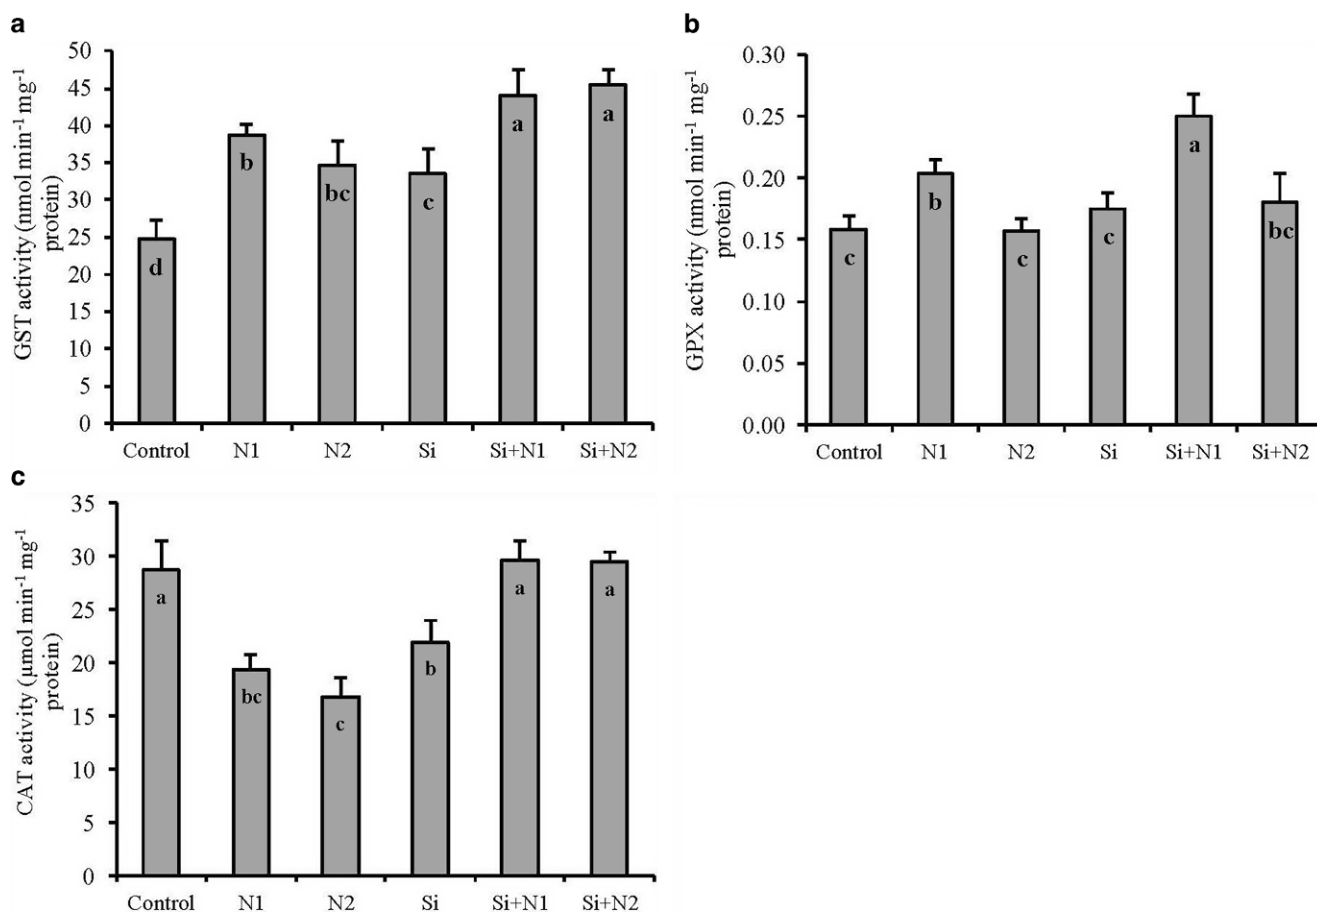 a
GST activity (nmol min-1 mg-1
protein)
50
45
40
35
30
25
20
15
10
5
0
d
b
bc
c
a
a
Control N1 N2 Si Si+N1 Si+N2
b
GPX activity (nmol min-1 mg-1
protein)
0.30
0.25
0.20
0.15
0.10
0.05
0.00
c
b
c
c
a
bc
Control N1 N2 Si Si+N1 Si+N2
c
CAT activity (μmol min-1 mg-1
protein)
35
30
25
20
15
10
5
0
a
bc
c
b
a
a
Control N1 N2 Si Si+N1 Si+N2